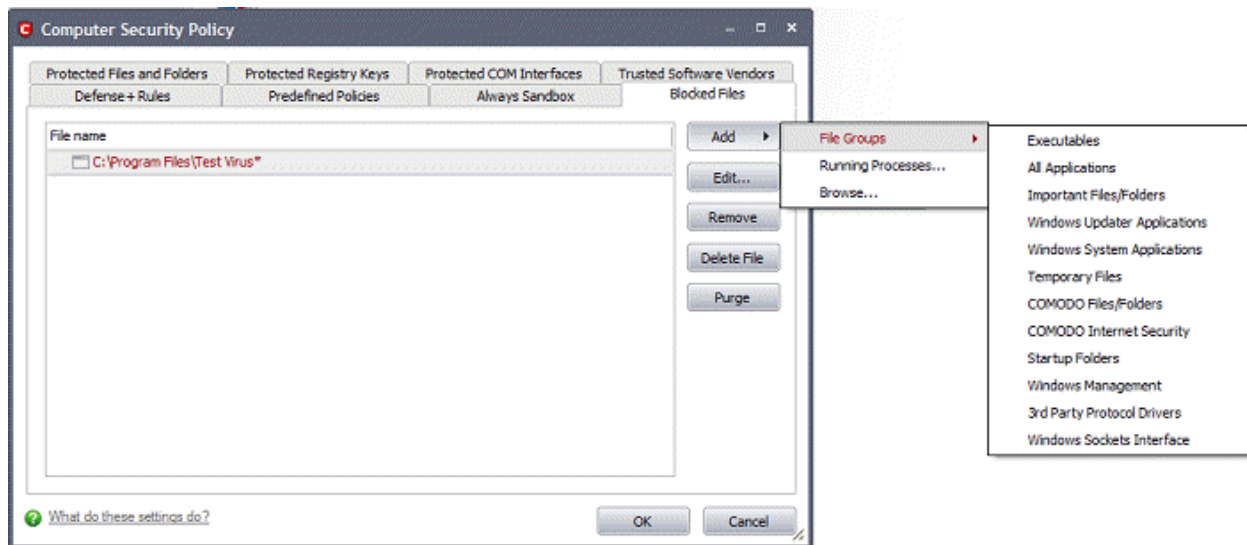 Computer Security Policy
Protected Files and Folders
Protected Registry Keys
Protected COM Interfaces
Trusted Software Vendors
Defense+ Rules
Predefined Policies
Always Sandbox
Blocked Files
File name
C:\Program Files\Test Virus*
Add
Edit...
Remove
Delete File
Purge
File Groups
Running Processes...
Browse...
Executables
All Applications
Important Files/Folders
Windows Updater Applications
Windows System Applications
Temporary Files
COMODO Files/Folders
COMODO Internet Security
Startup Folders
Windows Management
3rd Party Protocol Drivers
Windows Sockets Interface
What do these settings do?
OK
Cancel